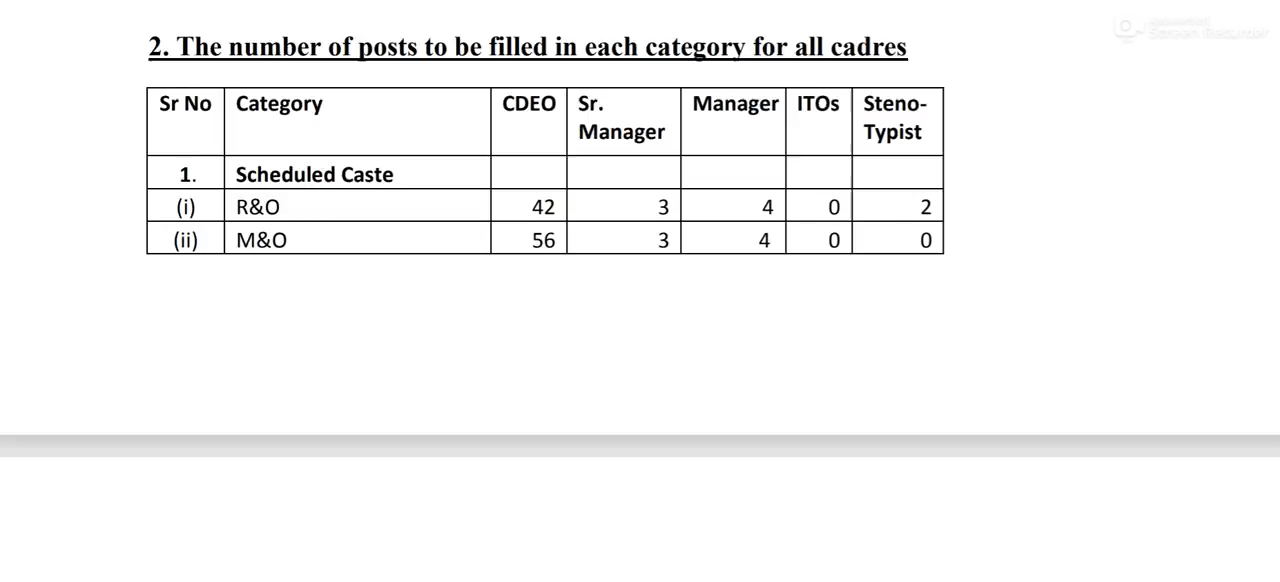 2. The number of posts to be filled in each category for all cadres
Sr No Category CDEO Sr. Manager Manager ITOs Steno-Typist
1. Scheduled Caste
(i) R&O 42 3 4 0 2
(ii) M&O 56 3 4 0 0
Screen Recorder